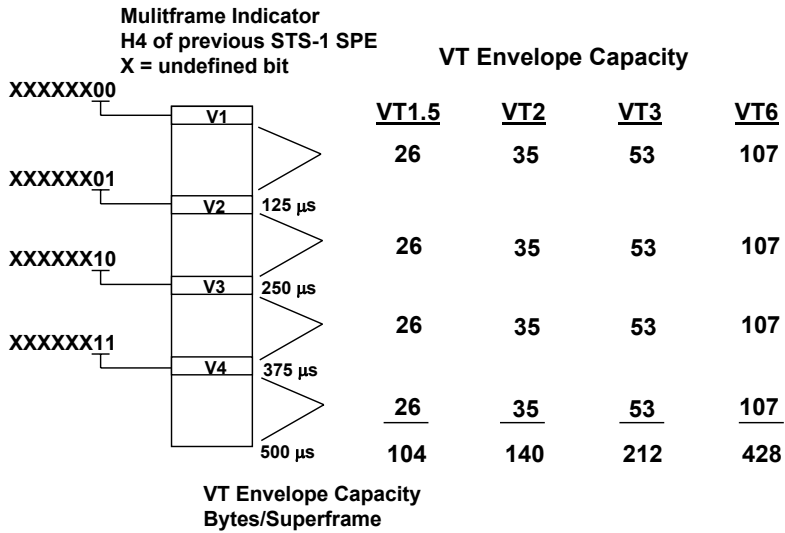 Mulitframe Indicator
H4 of previous STS-1 SPE
X = undefined bit
VT Envelope Capacity
XXXXXX00
V1
VT1.5 VT2 VT3 VT6
26 35 53 107
XXXXXX01
V2
125 μs
26 35 53 107
XXXXXX10
V3
250 μs
26 35 53 107
XXXXXX11
V4
375 μs
26 35 53 107
500 μs
104 140 212 428
VT Envelope Capacity
Bytes/Superframe